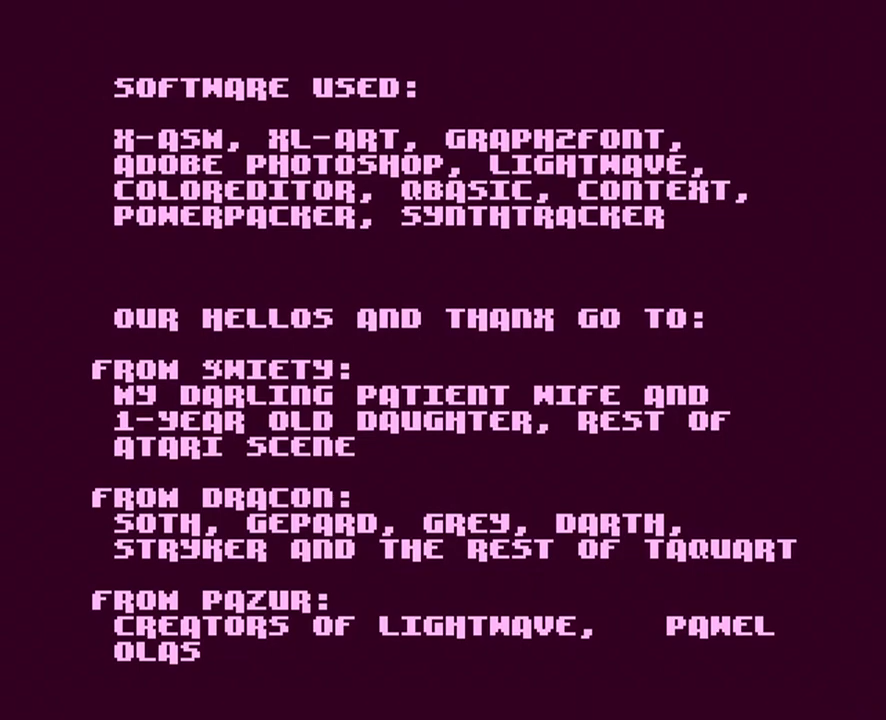 SOFTWARE USED:
X-ASM, XL-ART, GRAPH2FONT,
ADOBE PHOTOSHOP, LIGHTWAVE,
COLOREDITOR, QBASIC, CONTEXT,
POWERPACKER, SYNTHTRACKER
OUR HELLOS AND THANX GO TO:
FROM ŚWIETY:
MY DARLING PATIENT WIFE AND
1-YEAR OLD DAUGHTER, REST OF
ATARI SCENE
FROM DRACON:
SOTH, GEPARD, GREY, DARTH,
STRYKER AND THE REST OF TAQUART
FROM PAZUR:
CREATORS OF LIGHTWAVE, PAWEL
OLAS